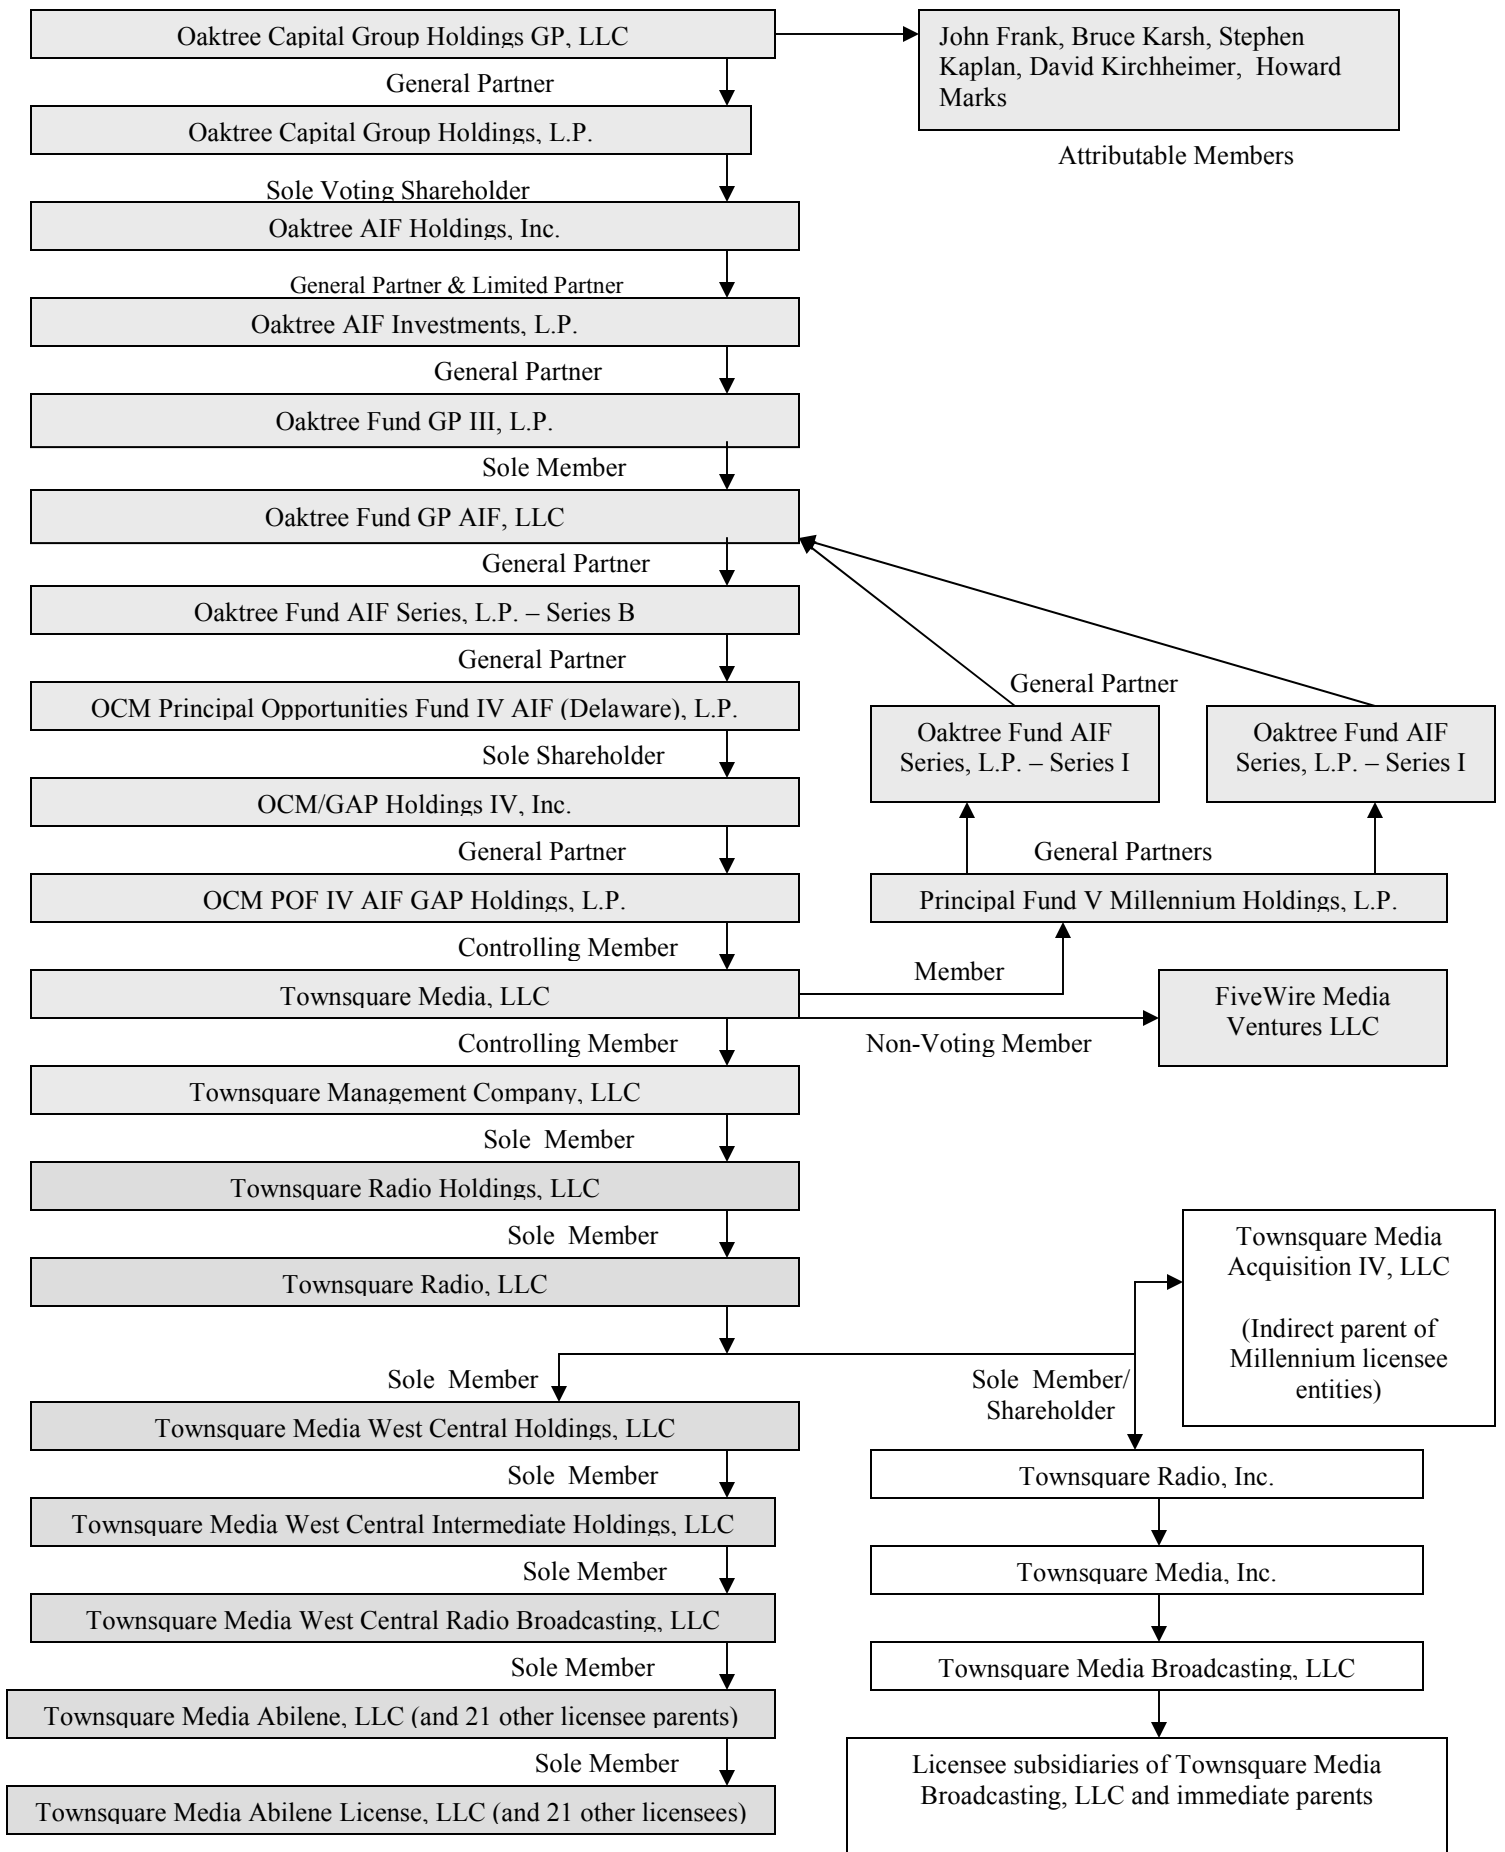 Oaktree Capital Group Holdings GP, LLC
John Frank, Bruce Karsh, Stephen
Kaplan, David Kirchheimer,  Howard
Marks
Attributable Members
General Partner
Oaktree Capital Group Holdings, L.P.
Sole Voting Shareholder
Oaktree AIF Holdings, Inc.
General Partner & Limited Partner
Oaktree AIF Investments, L.P.
General Partner
Oaktree Fund GP III, L.P.
Sole Member
Oaktree Fund GP AIF, LLC
General Partner
Oaktree Fund AIF Series, L.P. – Series B
General Partner
OCM Principal Opportunities Fund IV AIF (Delaware), L.P.
Sole Shareholder
OCM/GAP Holdings IV, Inc.
General Partner
OCM POF IV AIF GAP Holdings, L.P.
Controlling Member
Townsquare Media, LLC
General Partner
Oaktree Fund AIF
Series, L.P. – Series I
Oaktree Fund AIF
Series, L.P. – Series I
General Partners
Principal Fund V Millennium Holdings, L.P.
Member
FiveWire Media
Ventures LLC
Non-Voting Member
Controlling Member
Townsquare Management Company, LLC
Sole  Member
Townsquare Radio Holdings, LLC
Sole  Member
Townsquare Radio, LLC
Townsquare Media
Acquisition IV, LLC
(Indirect parent of
Millennium licensee
entities)
Sole  Member
Townsquare Media West Central Holdings, LLC
Sole  Member
Townsquare Media West Central Intermediate Holdings, LLC
Sole Member
Townsquare Media West Central Radio Broadcasting, LLC
Sole Member
Townsquare Media Abilene, LLC (and 21 other licensee parents)
Sole Member
Townsquare Media Abilene License, LLC (and 21 other licensees)
Sole  Member/
Shareholder
Townsquare Radio, Inc.
Townsquare Media, Inc.
Townsquare Media Broadcasting, LLC
Licensee subsidiaries of Townsquare Media
Broadcasting, LLC and immediate parents